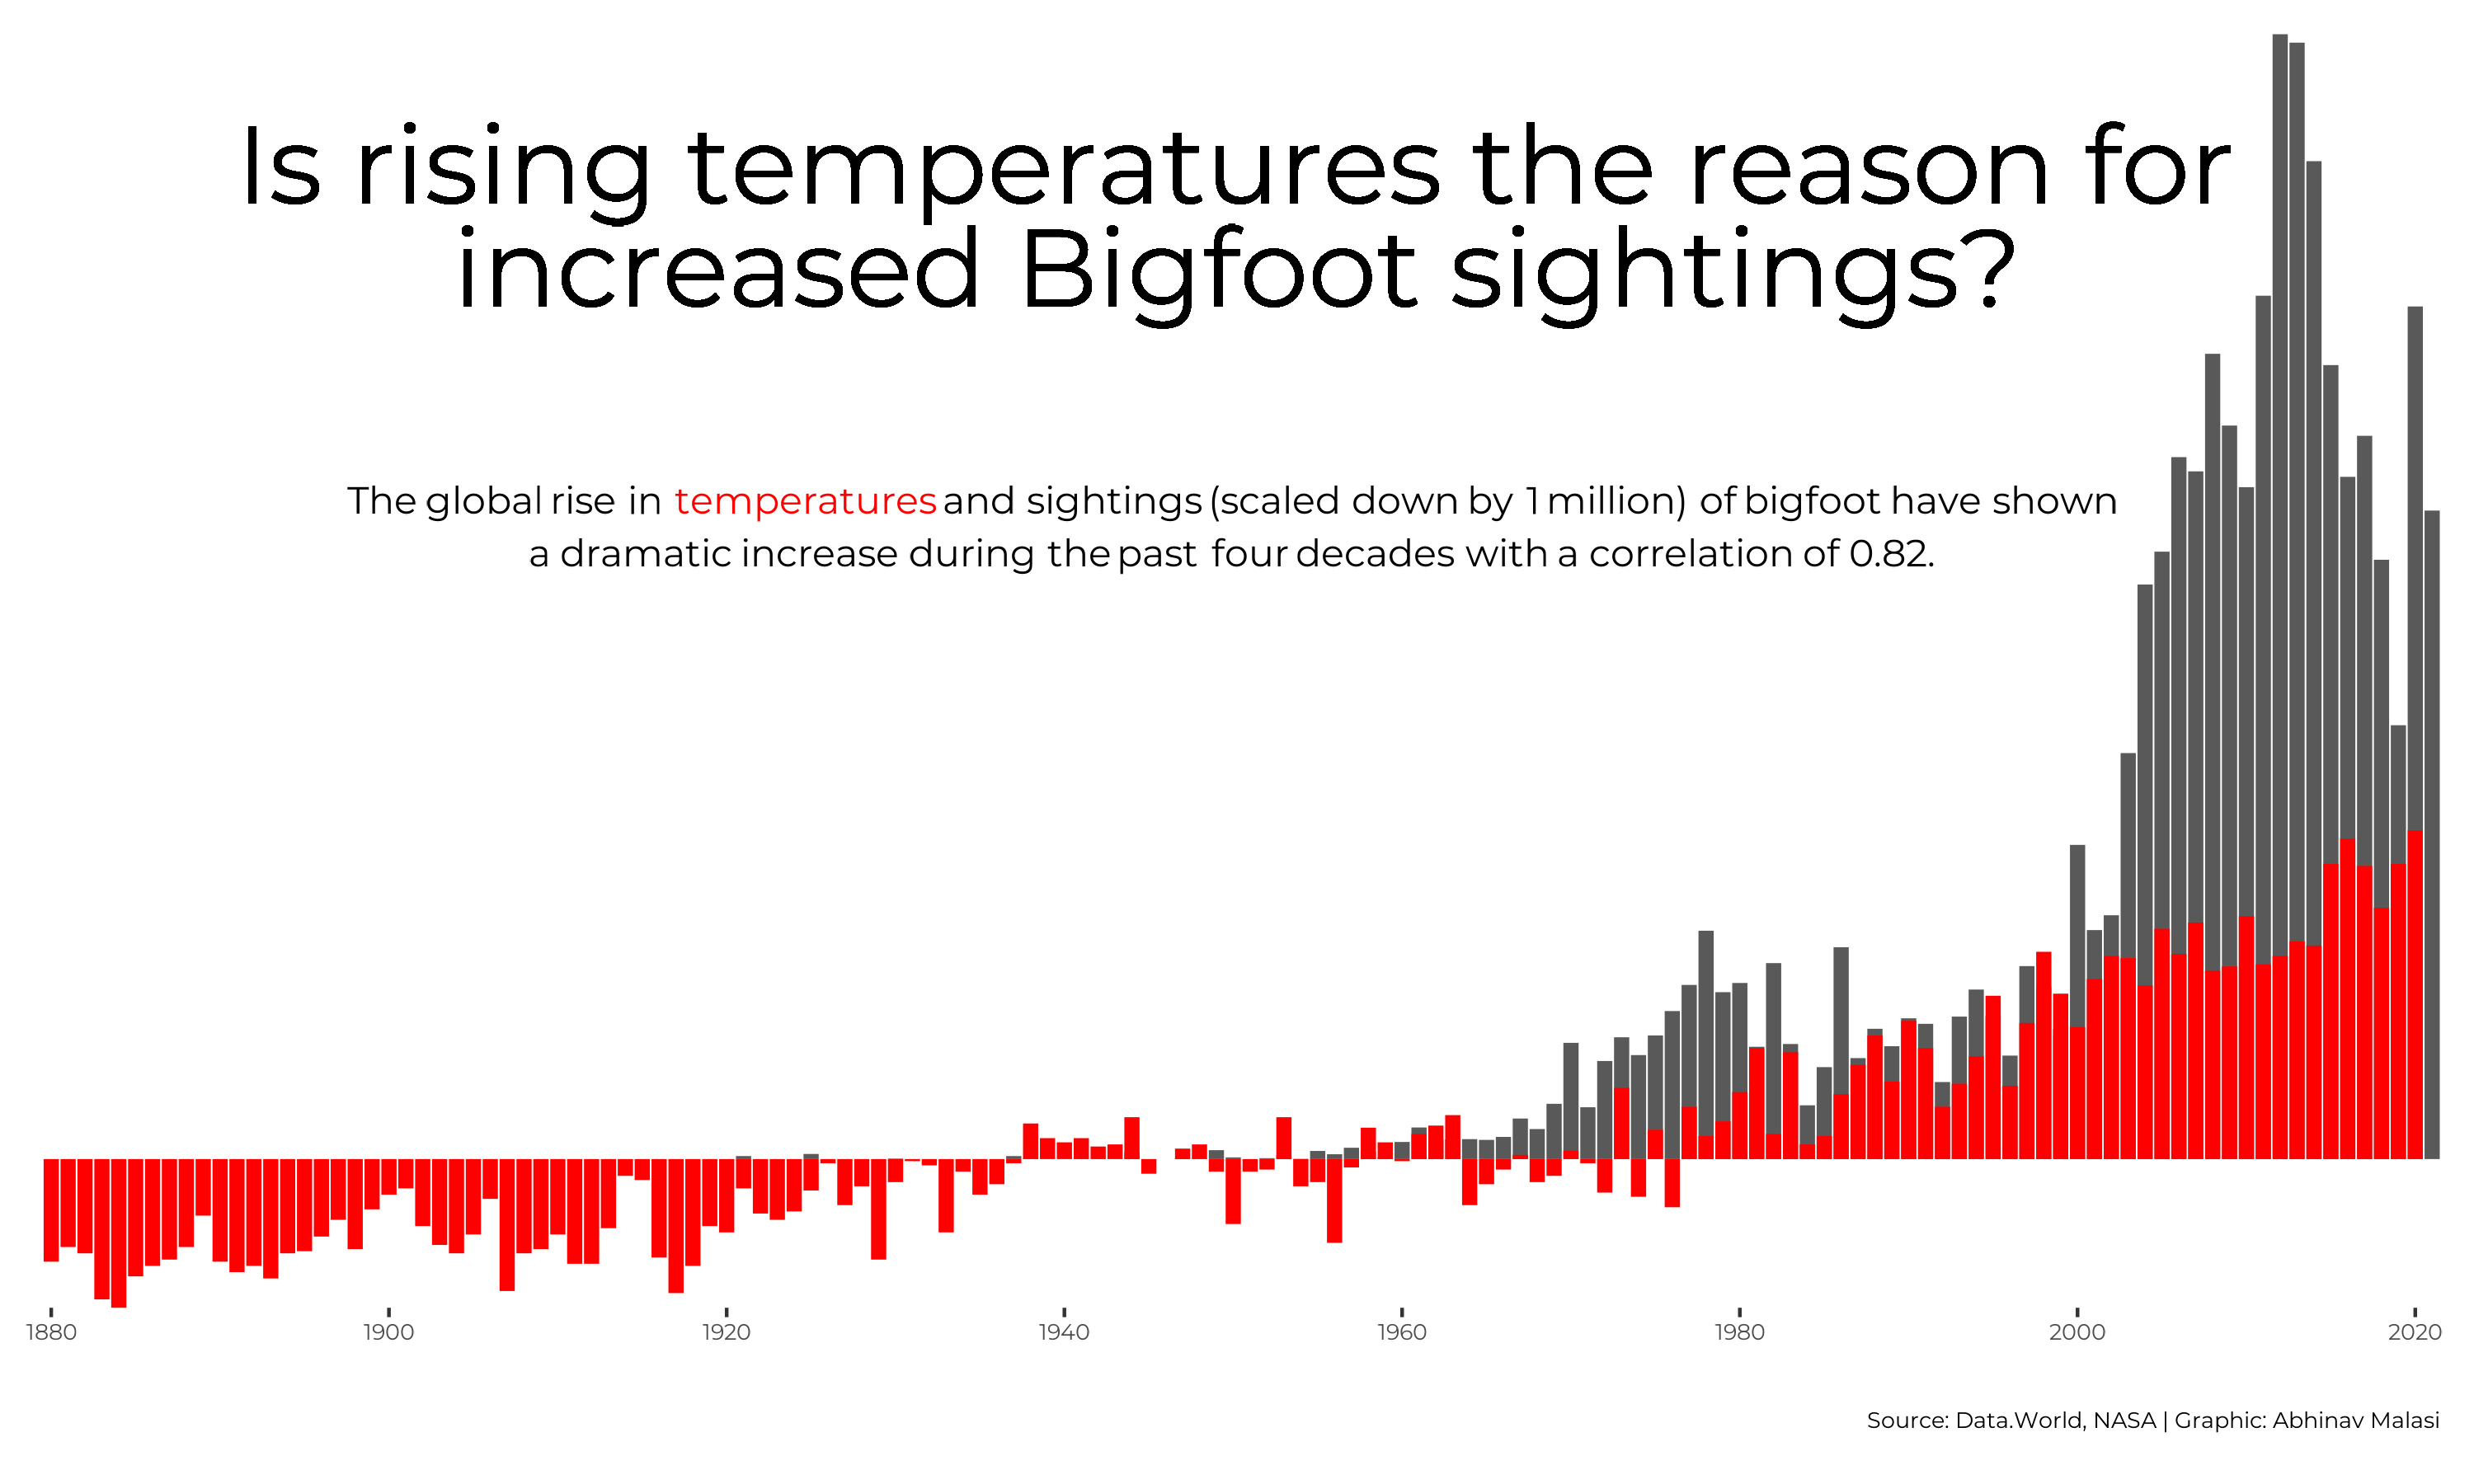 Is rising temperatures the reason for
increased Bigfoot sightings?
The global rise in temperatures and sightings (scaled down by 1 million) of bigfoot have shown
a dramatic increase during the past four decades with a correlation of 0.82.
1880 1900 1920 1940 1960 1980 2000 2020
Source: Data.World, NASA | Graphic: Abhinav Malasi